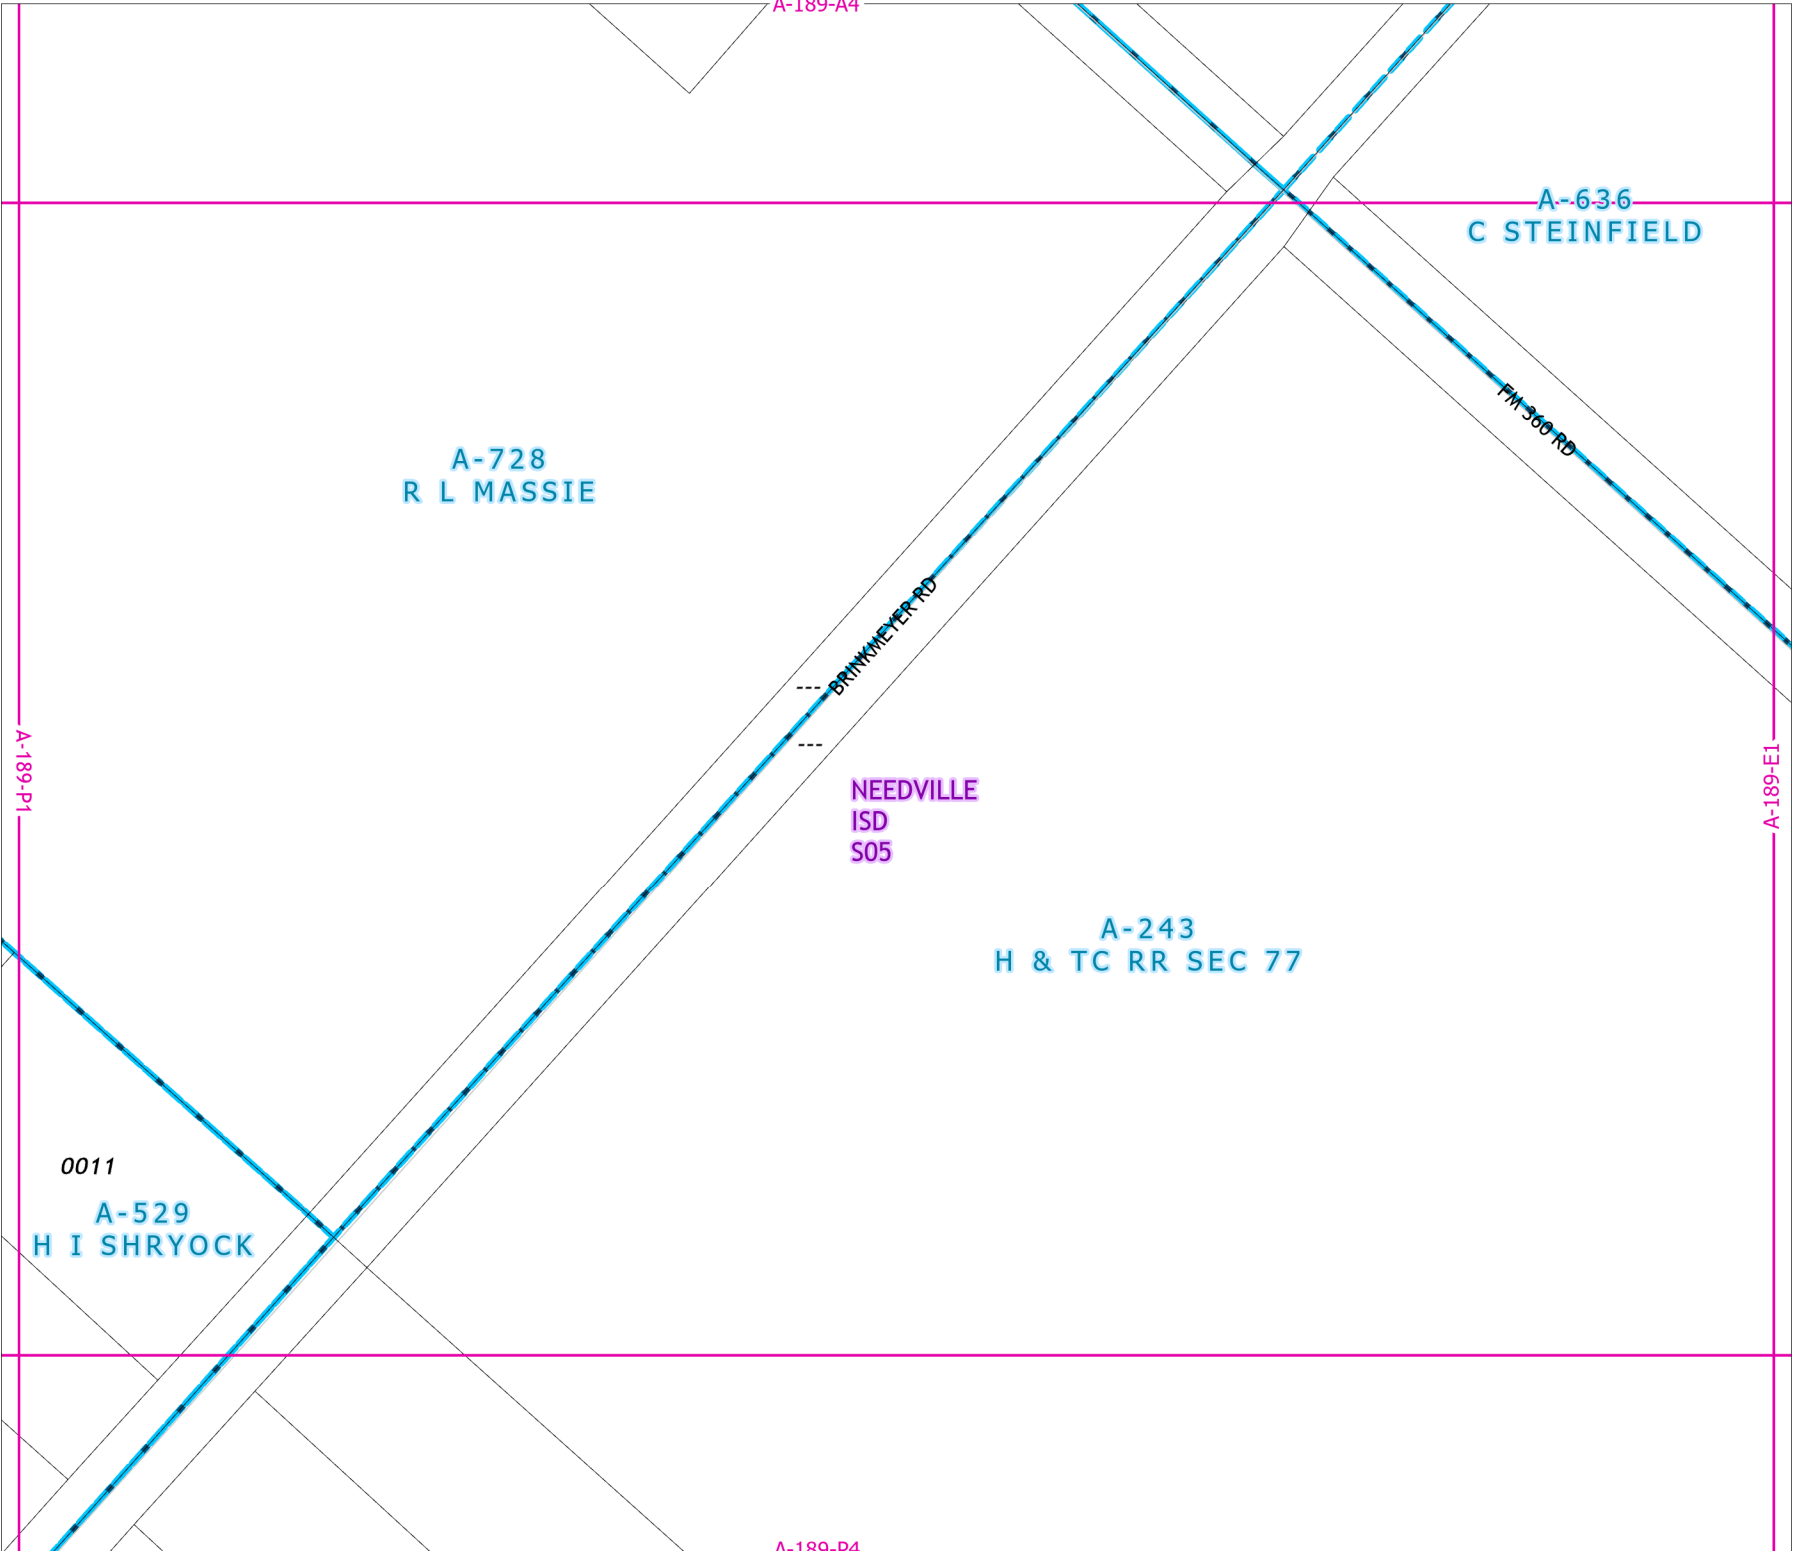 A-189-A4
A-636
C STEINFIELD
FM 360 RD
A-728
R L MASSIE
BRINKMEYER RD
A-189-P1
A-189-E1
NEEDVILLE
ISD
S05
A-243
H & TC RR SEC 77
0011
A-529
H I SHRYOCK
A-189-P4